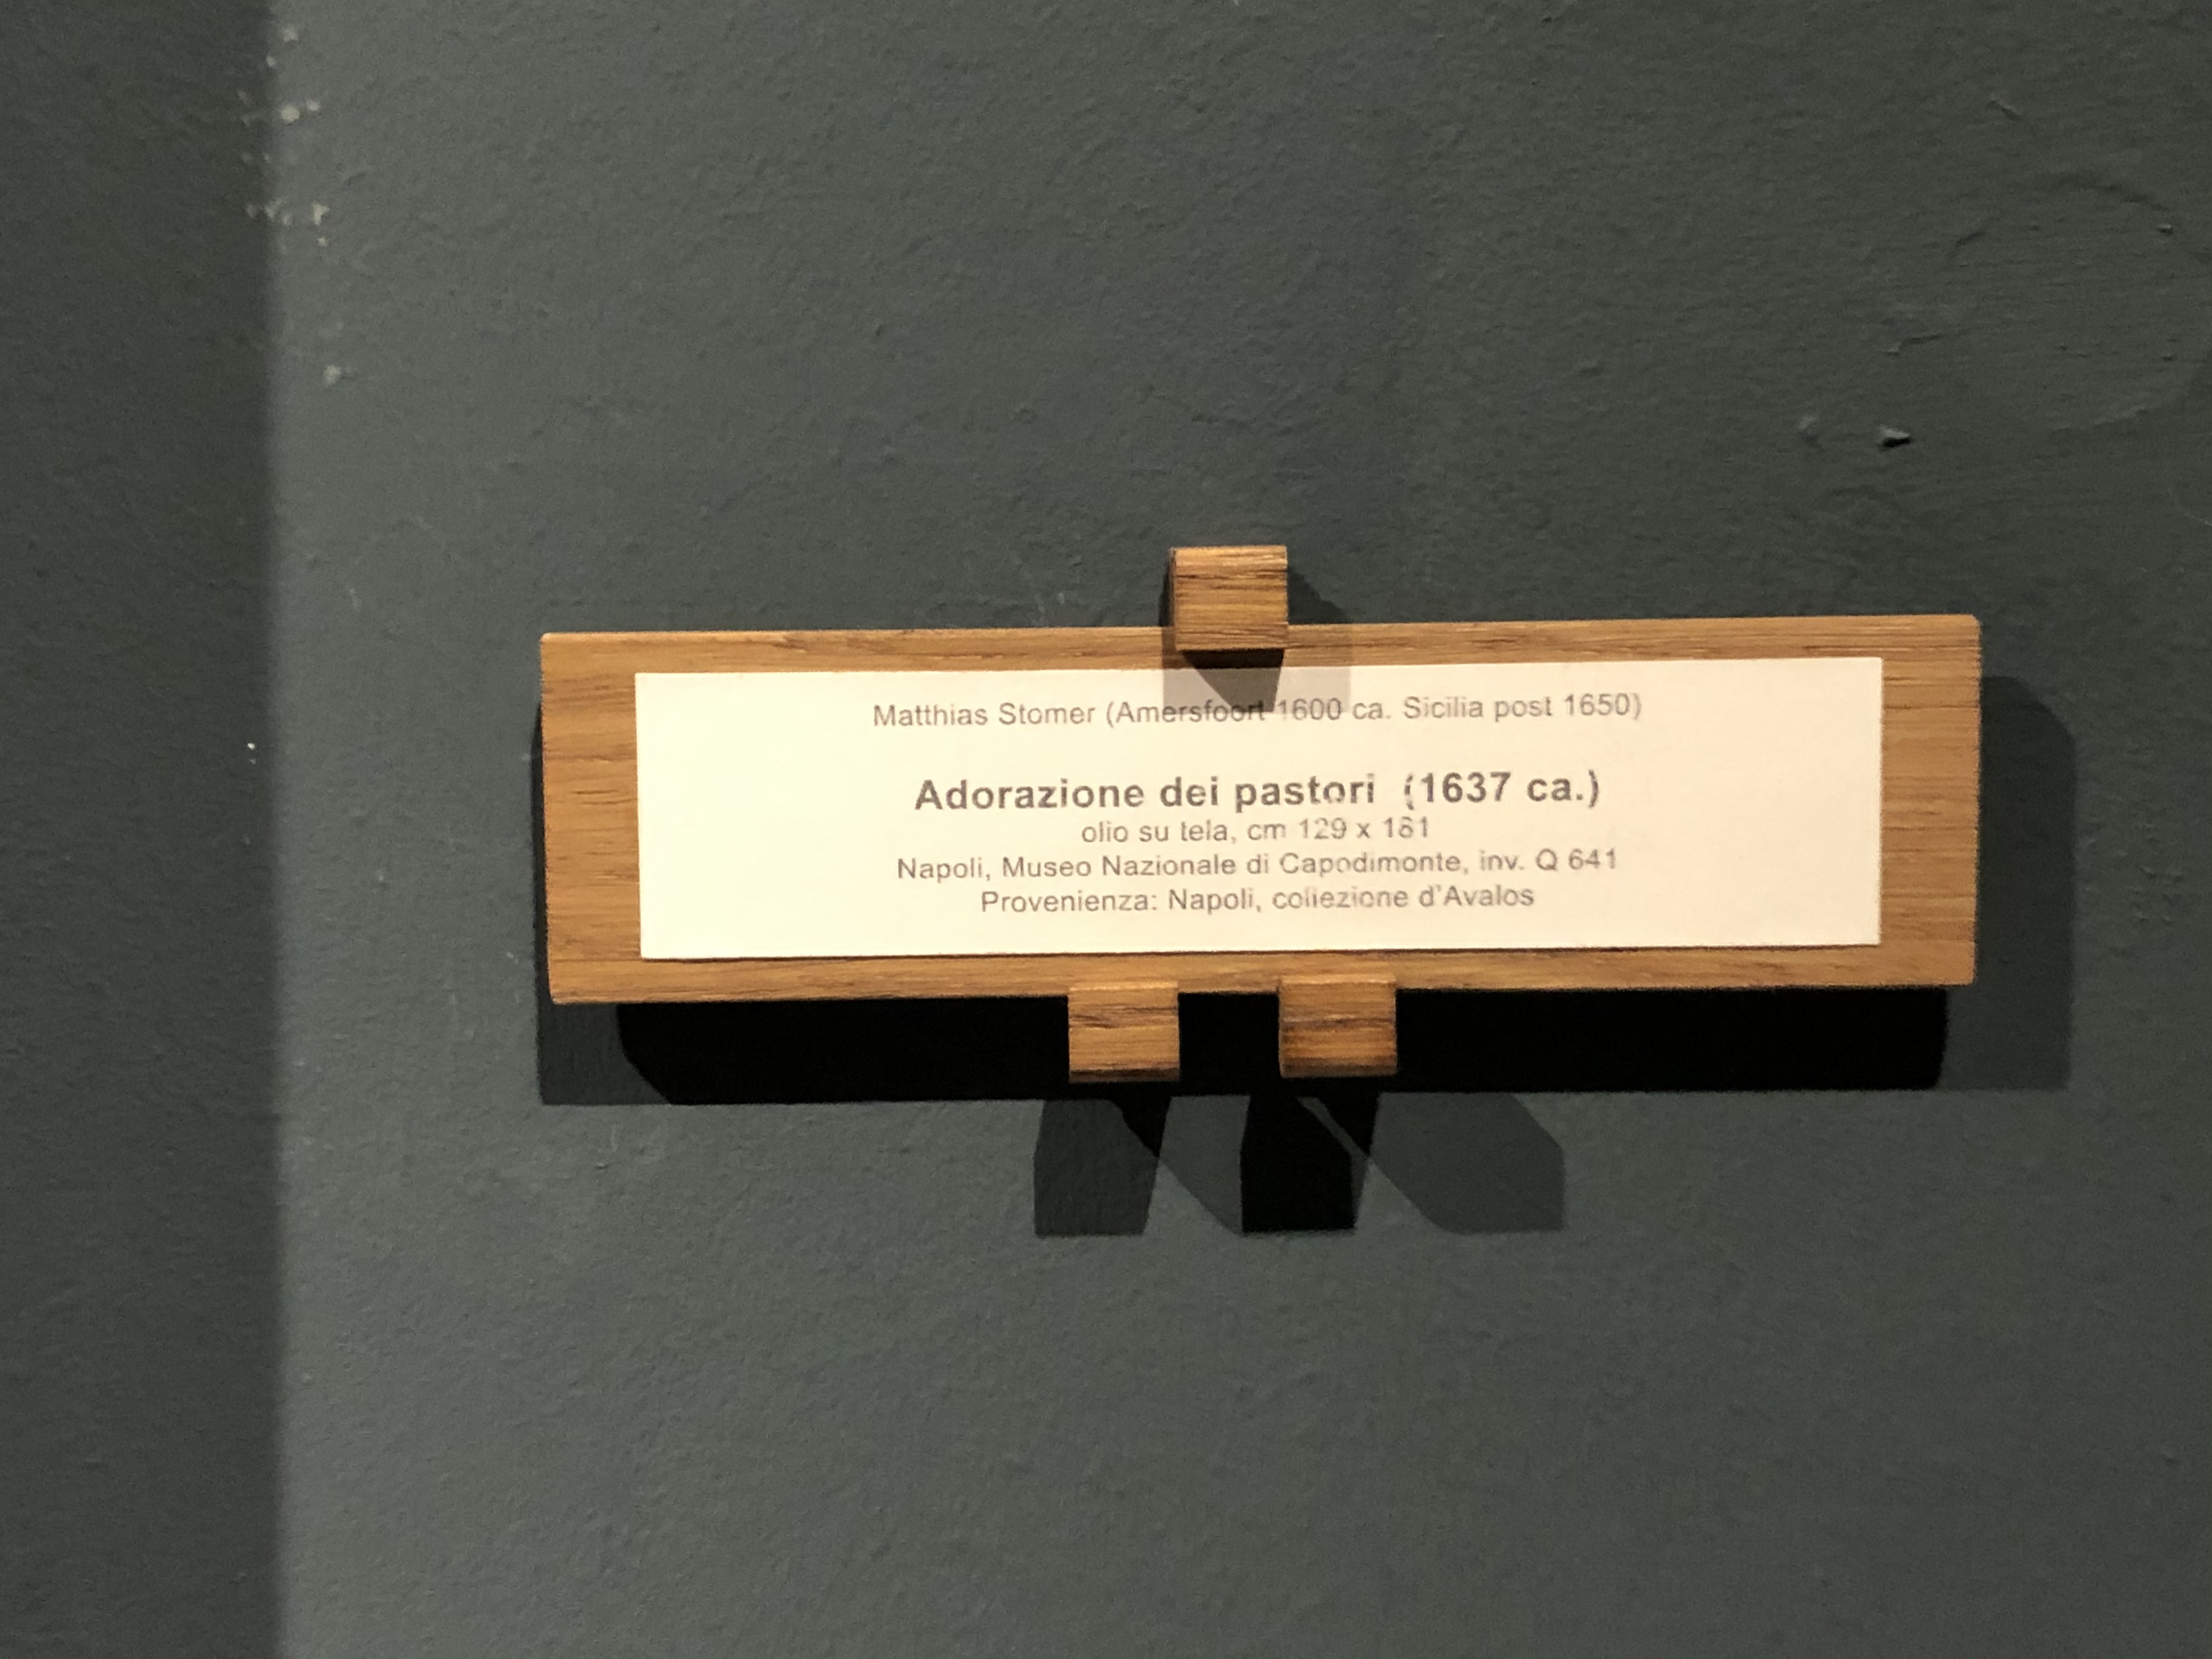 Matthias Stomer (Amersfoort 1600 ca. Sicilia post 1650)
Adorazione dei pastori (1637 ca.)
olio su tela, cm 129 x 181
Napoli, Museo Nazionale di Capodimonte, inv. Q 641
Provenienza: Napoli, collezione d'Avalos